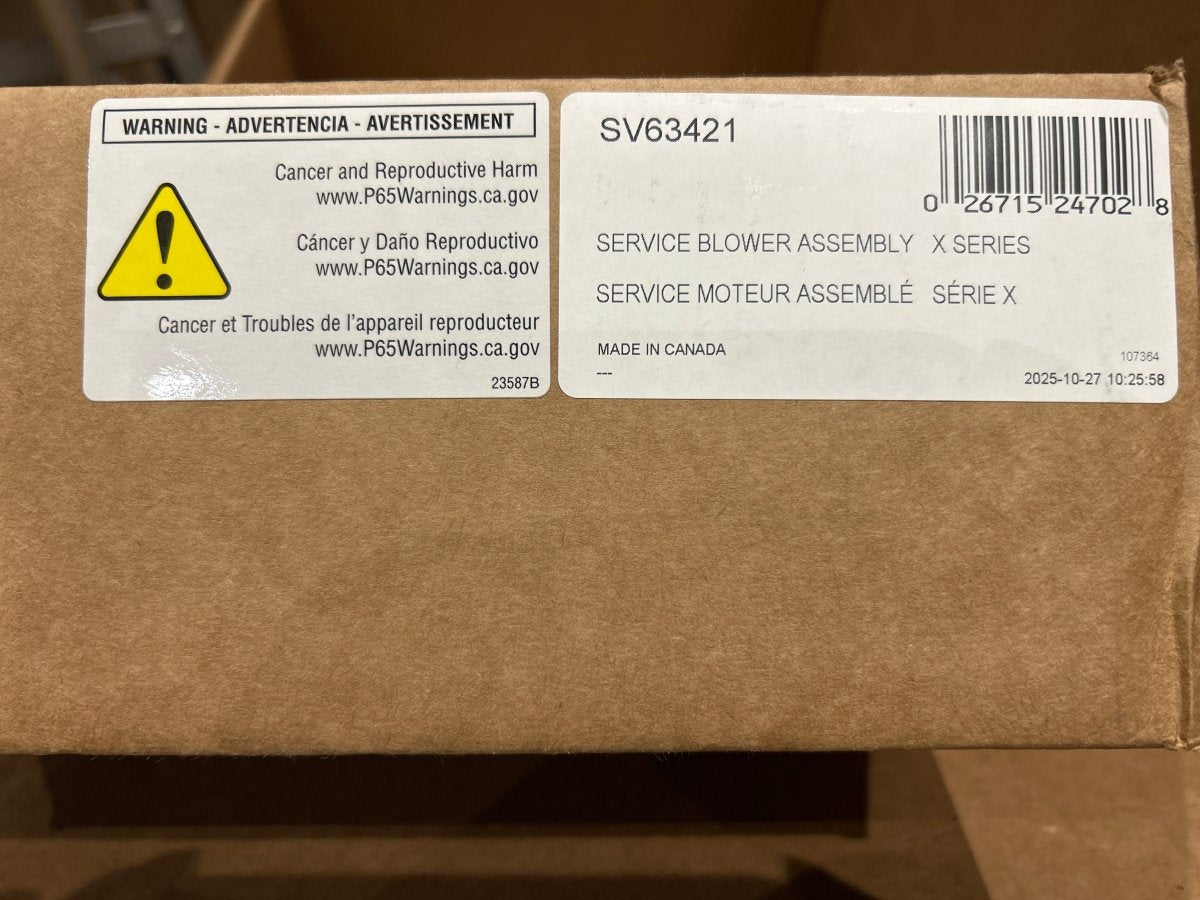 WARNING - ADVERTENCIA - AVERTISSEMENT
Cancer and Reproductive Harm
www.P65Warnings.ca.gov
Cáncer y Daño Reproductivo
www.P65Warnings.ca.gov
Cancer et Troubles de l'appareil reproducteur
www.P65Warnings.ca.gov
23587B
SV63421
0 26715 24702 8
SERVICE BLOWER ASSEMBLY X SERIES
SERVICE MOTEUR ASSEMBLÉ SÉRIE X
MADE IN CANADA
---
107364
2025-10-27 10:25:58